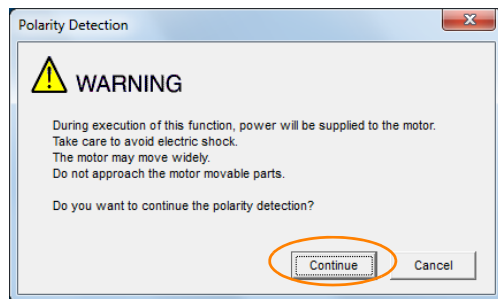 Polarity Detection
WARNING
During execution of this function, power will be supplied to the motor.
Take care to avoid electric shock.
The motor may move widely.
Do not approach the motor movable parts.
Do you want to continue the polarity detection?
Continue Cancel